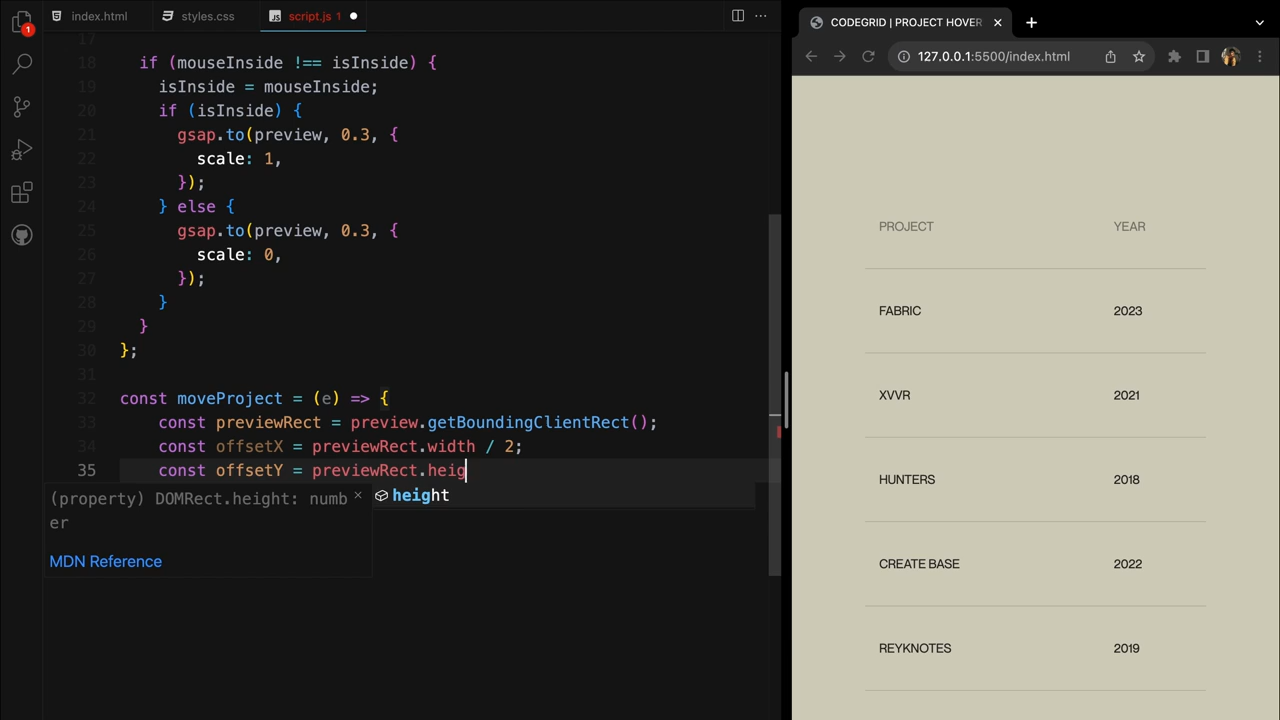 index.html
styles.css
script.js 1
1
17
18 if (mouseInside !== isInside) {
19 isInside = mouseInside;
20 if (isInside) {
21 gsap.to(preview, 0.3, {
22 scale: 1,
23 });
24 } else {
25 gsap.to(preview, 0.3, {
26 scale: 0,
27 });
28 }
29 }
30 };
31
32 const moveProject = (e) => {
33 const previewRect = preview.getBoundingClientRect();
34 const offsetX = previewRect.width / 2;
35 const offsetY = previewRect.heig
height
(property) DOMRect.height: numb
er
MDN Reference
CODEGRID | PROJECT HOVER
127.0.0.1:5500/index.html
PROJECT YEAR
FABRIC 2023
XVVR 2021
HUNTERS 2018
CREATE BASE 2022
REYKNOTES 2019